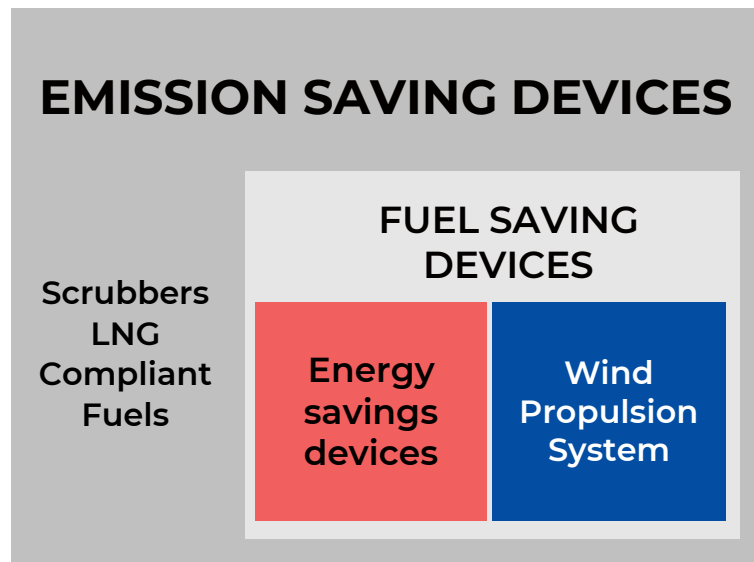 EMISSION SAVING DEVICES
FUEL SAVING
DEVICES
Scrubbers
LNG
Compliant
Fuels
Energy
savings
devices
Wind
Propulsion
System